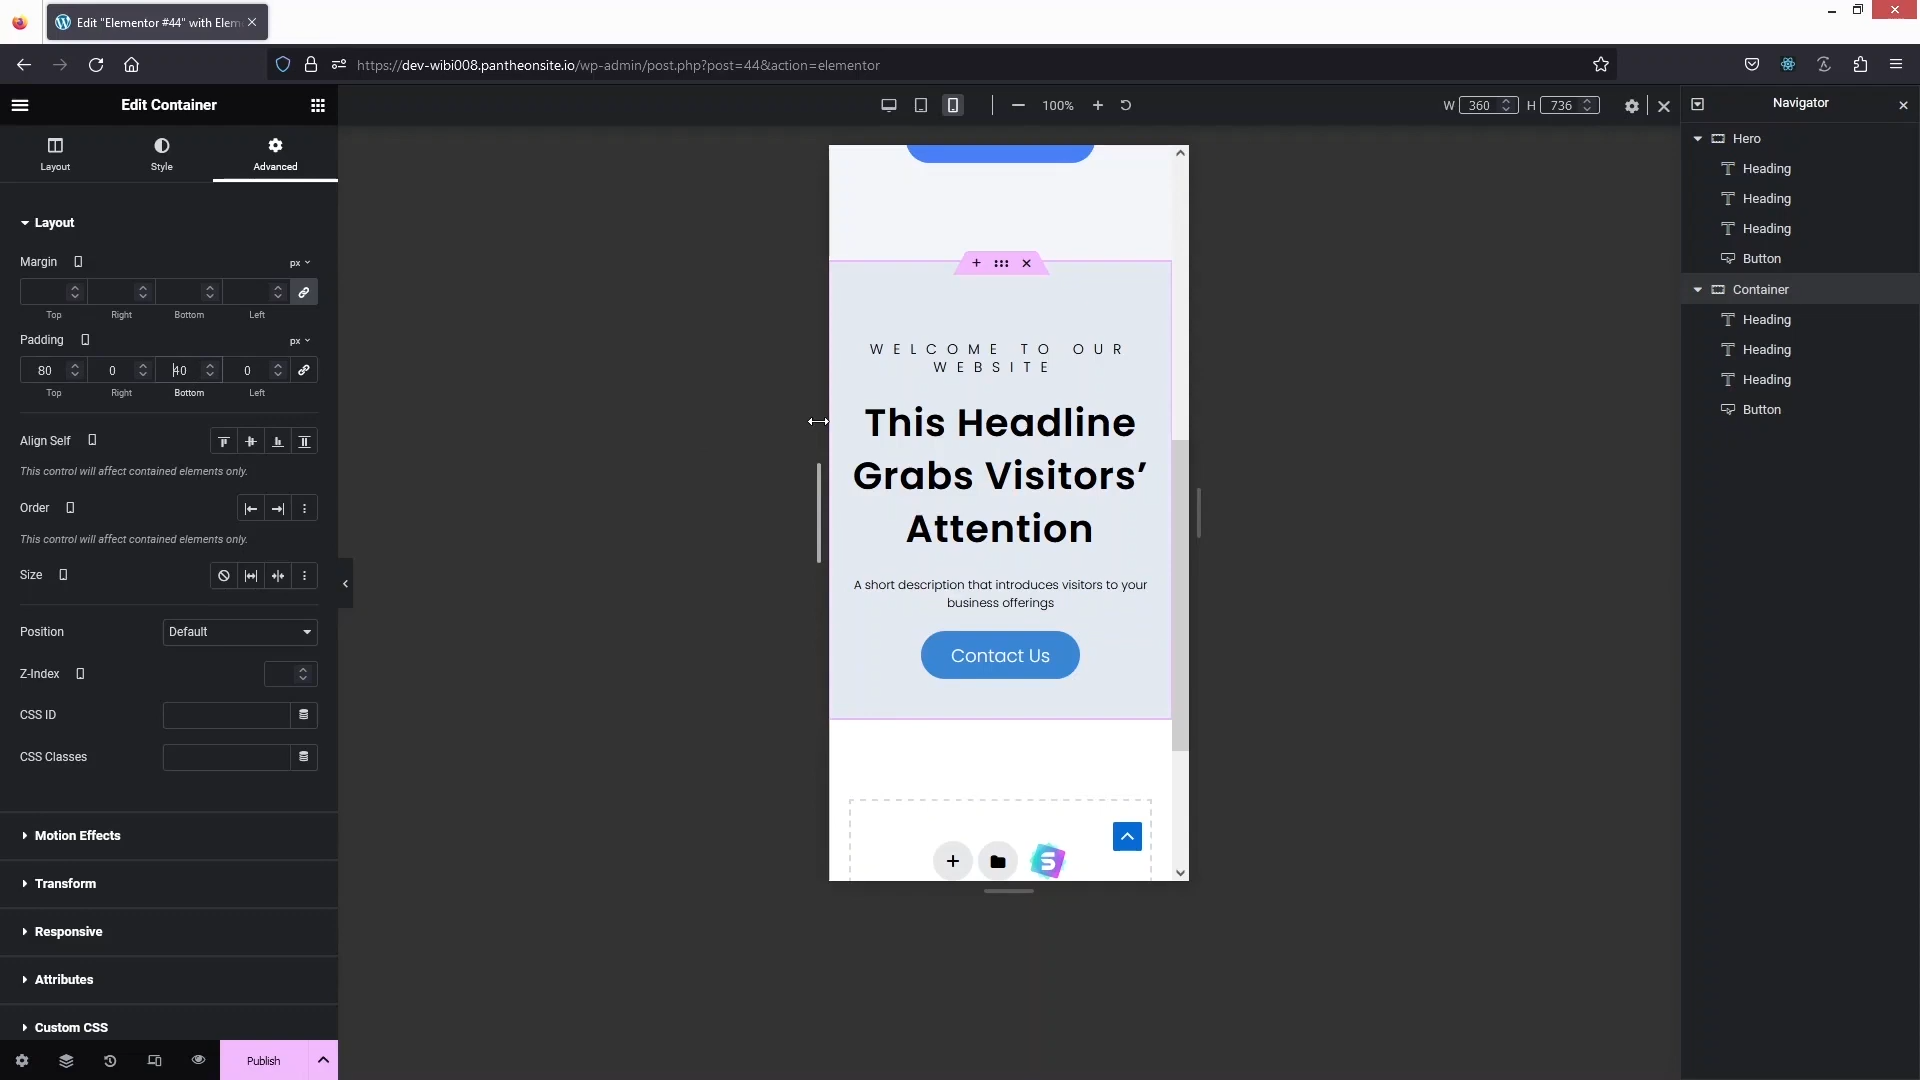 Edit "Elementor #44" with Elem
https://dev-wibi008.pantheonsite.io/wp-admin/post.php?post=44&action=elementor
Edit Container
Layout
Style
Advanced
Layout
Margin
px
Top
Right
Bottom
Left
Padding
px
80
0
40
0
Top
Right
Bottom
Left
Align Self
This control will affect contained elements only.
Order
This control will affect contained elements only.
Size
Position
Default
Z-Index
CSS ID
CSS Classes
Motion Effects
Transform
Responsive
Attributes
Custom CSS
Publish
100%
W 360
H 736
WELCOME TO OUR
WEBSITE
This Headline
Grabs Visitors’
Attention
A short description that introduces visitors to your
business offerings
Contact Us
Navigator
Hero
Heading
Heading
Heading
Button
Container
Heading
Heading
Heading
Button